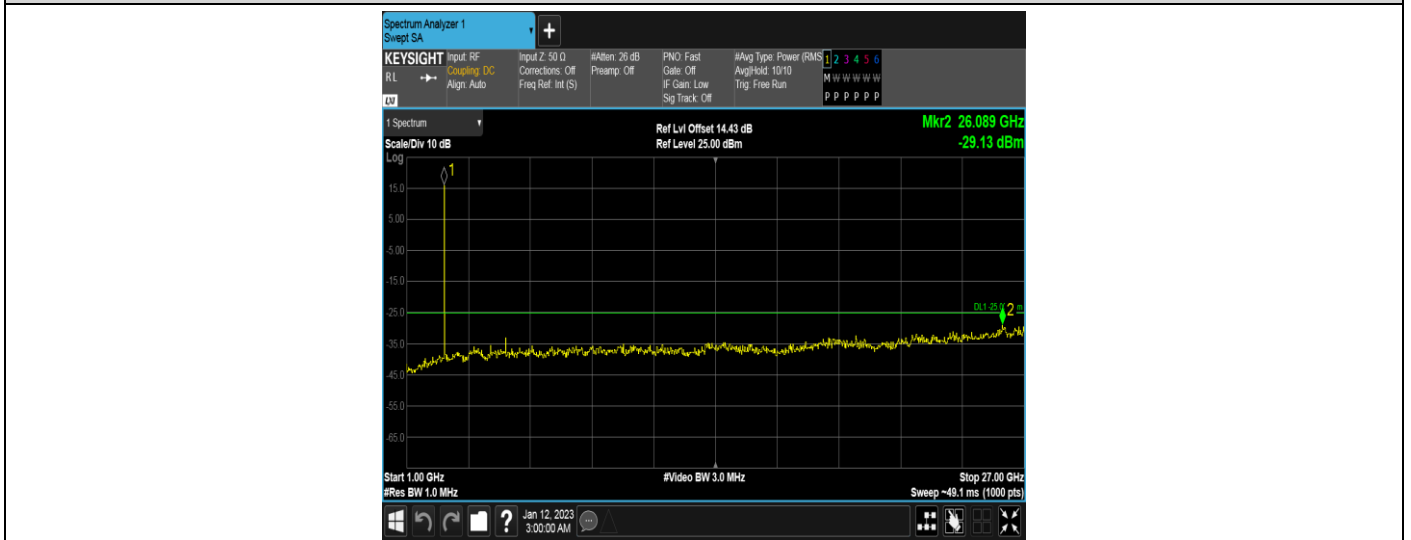 Spectrum Analyzer 1
Swept SA
+
KEYSIGHT
RL
LXI
Input: RF
Coupling: DC
Align: Auto
Input Z: 50 Ω
Corrections: Off
Freq Ref: Int (S)
#Atten: 26 dB
Preamp: Off
PNO: Fast
Gate: Off
IF Gain: Low
Sig Track: Off
#Avg Type: Power (RMS
Avg|Hold: 10/10
Trig: Free Run
1 2 3 4 5 6
M W W W W W
P P P P P P
1 Spectrum
Scale/Div 10 dB
Log
Ref Lvl Offset 14.43 dB
Ref Level 25.00 dBm
Mkr2 26.089 GHz
-29.13 dBm
1
15.0
5.00
-5.00
-15.0
-25.0
DL1 -25.0
2
m
-35.0
-45.0
-55.0
-65.0
Start 1.00 GHz
#Video BW 3.0 MHz
Stop 27.00 GHz
#Res BW 1.0 MHz
Sweep ~49.1 ms (1000 pts)
?
Jan 12, 2023
3:00:00 AM